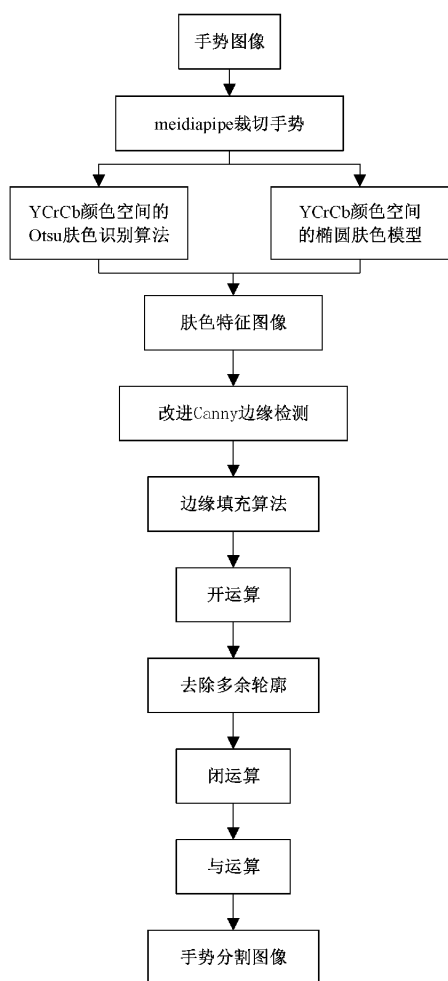 手势图像
meidiapipe裁切手势
YCrCb颜色空间的
Otsu肤色识别算法
YCrCb颜色空间
的椭圆肤色模型
肤色特征图像
改进Canny边缘检测
边缘填充算法
开运算
去除多余轮廓
闭运算
与运算
手势分割图像